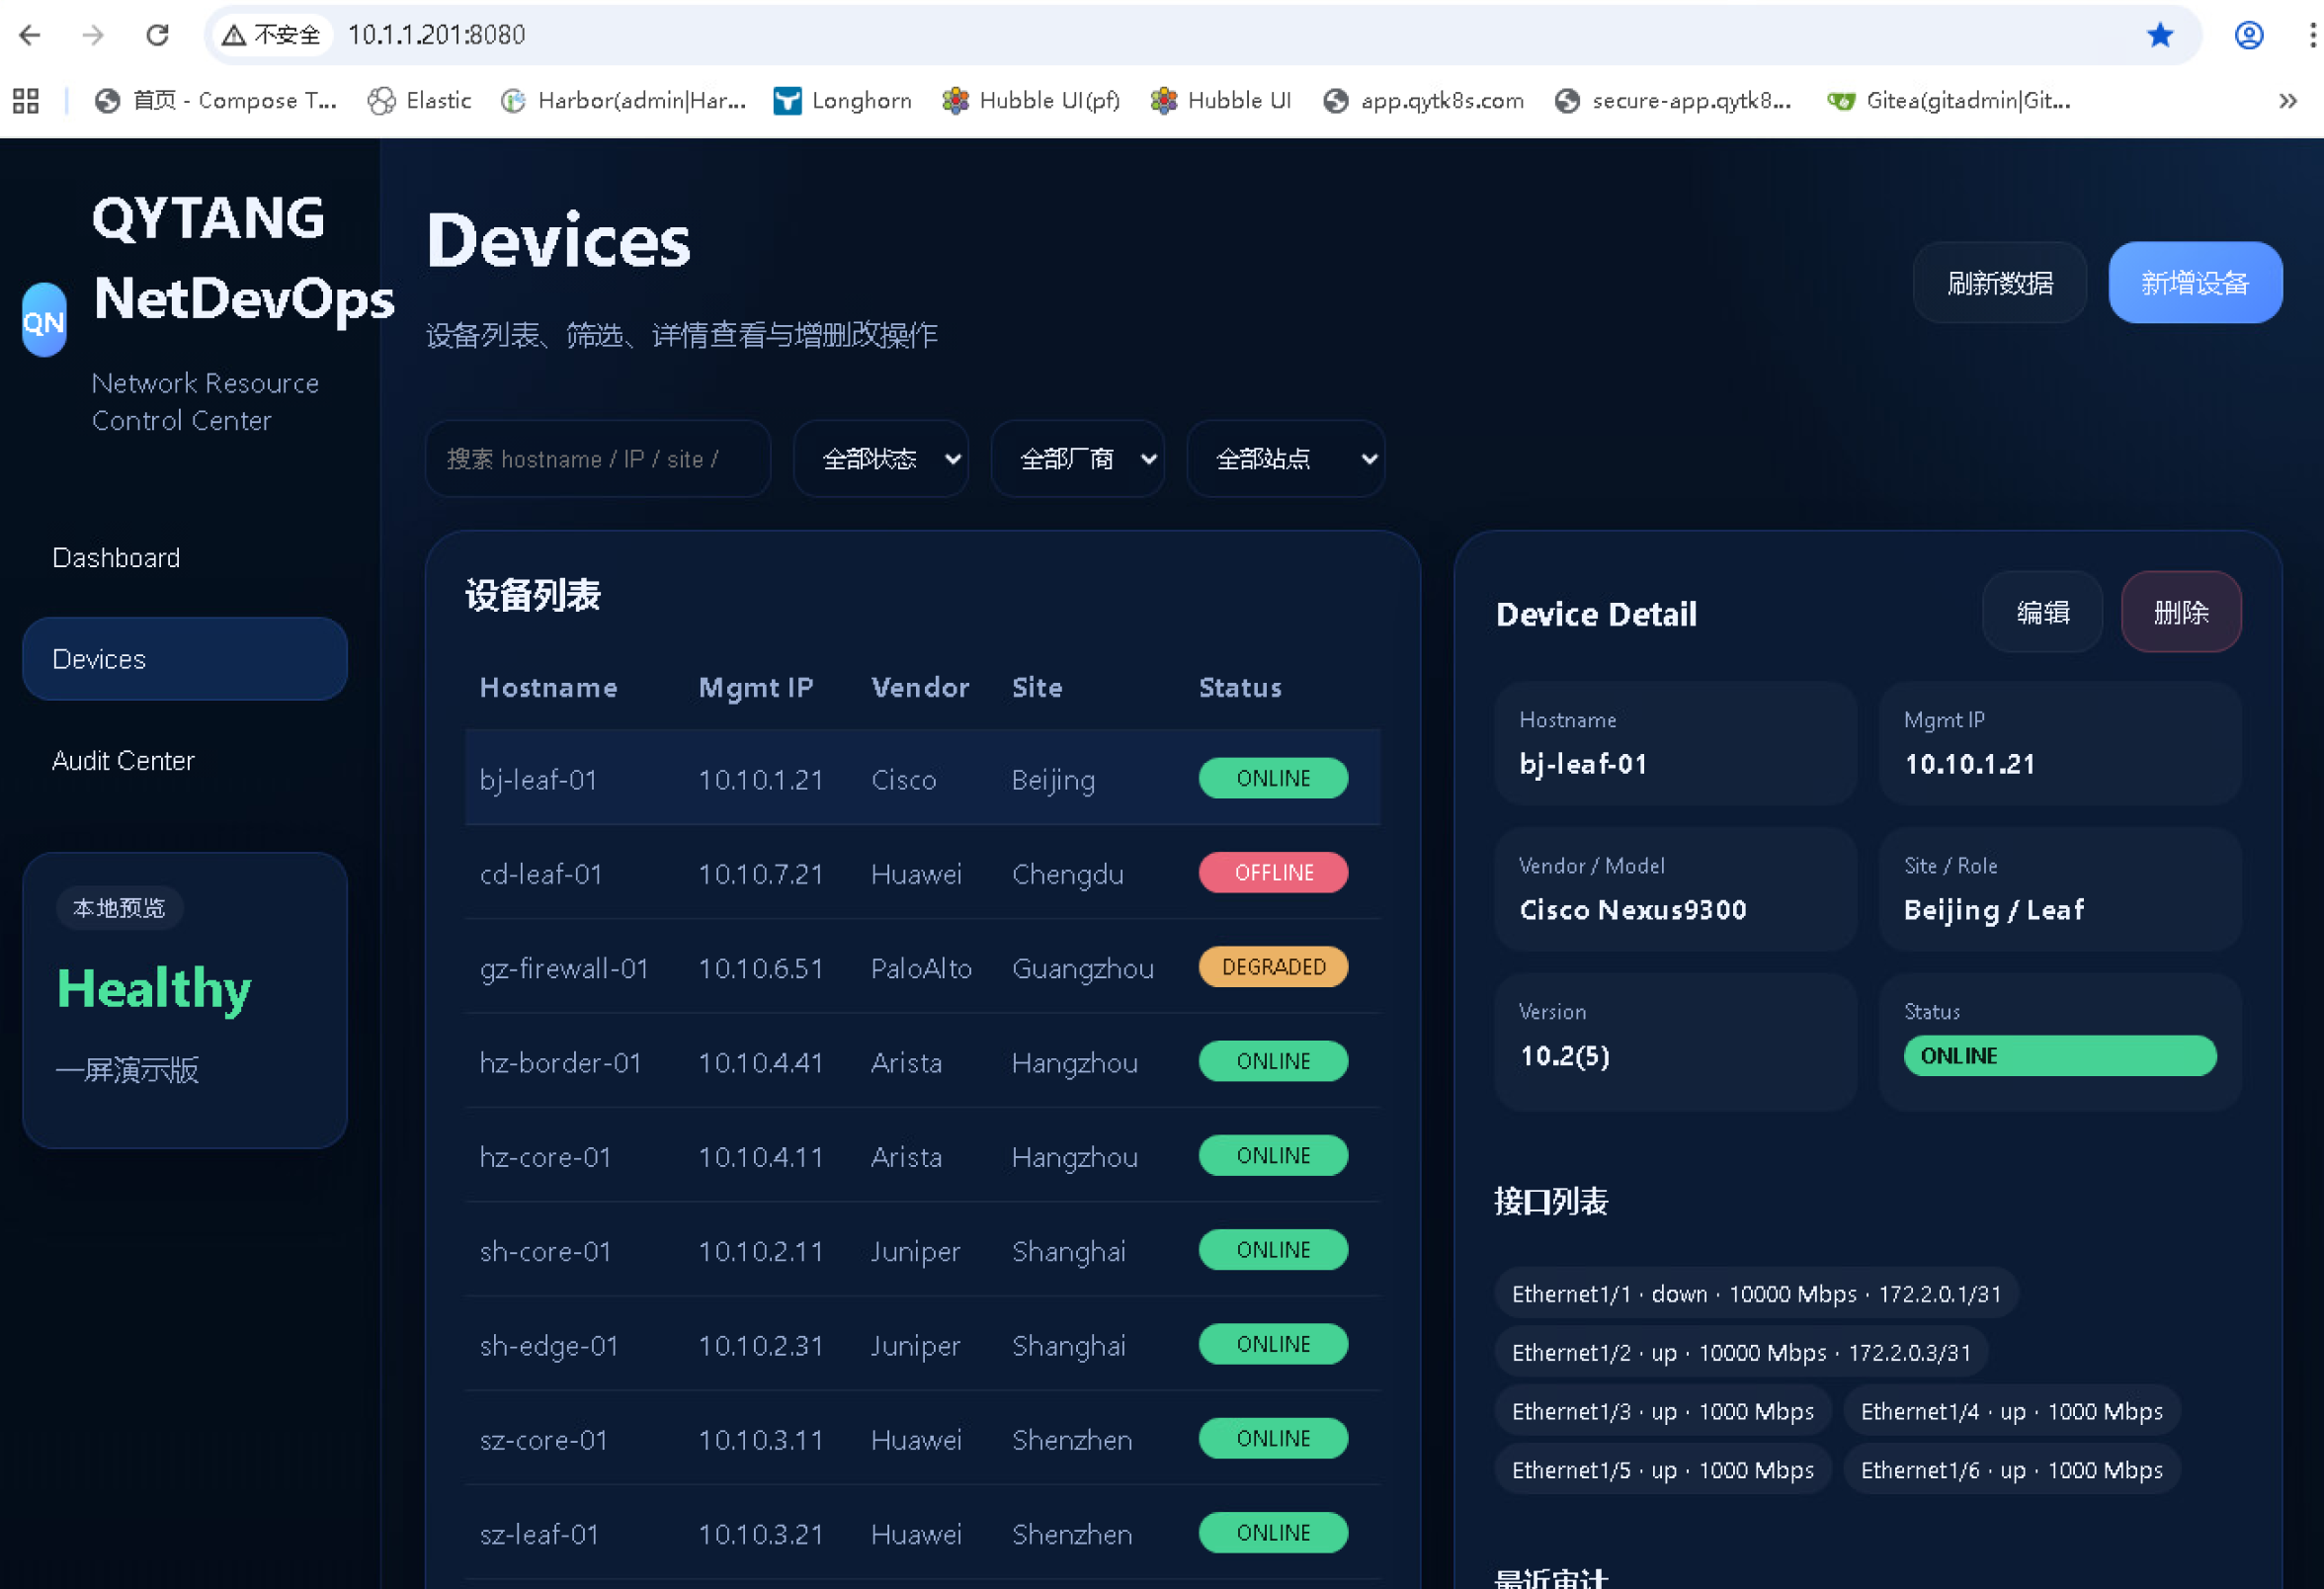 不安全 10.1.1.201:8080
首页 - Compose T...
Elastic
Harbor(admin|Har...
Longhorn
Hubble UI(pf)
Hubble UI
app.qytk8s.com
secure-app.qytk8...
Gitea(gitadmin|Git...
QN
QYTANG
NetDevOps
Network Resource
Control Center
Dashboard
Devices
Audit Center
本地预览
Healthy
一屏演示版
Devices
设备列表、筛选、详情查看与增删改操作
刷新数据
新增设备
搜索 hostname / IP / site /
全部状态
全部厂商
全部站点
设备列表
Hostname Mgmt IP Vendor Site Status
bj-leaf-01 10.10.1.21 Cisco Beijing ONLINE
cd-leaf-01 10.10.7.21 Huawei Chengdu OFFLINE
gz-firewall-01 10.10.6.51 PaloAlto Guangzhou DEGRADED
hz-border-01 10.10.4.41 Arista Hangzhou ONLINE
hz-core-01 10.10.4.11 Arista Hangzhou ONLINE
sh-core-01 10.10.2.11 Juniper Shanghai ONLINE
sh-edge-01 10.10.2.31 Juniper Shanghai ONLINE
sz-core-01 10.10.3.11 Huawei Shenzhen ONLINE
sz-leaf-01 10.10.3.21 Huawei Shenzhen ONLINE
Device Detail
编辑
删除
Hostname
bj-leaf-01
Mgmt IP
10.10.1.21
Vendor / Model
Cisco Nexus9300
Site / Role
Beijing / Leaf
Version
10.2(5)
Status
ONLINE
接口列表
Ethernet1/1 · down · 10000 Mbps · 172.2.0.1/31
Ethernet1/2 · up · 10000 Mbps · 172.2.0.3/31
Ethernet1/3 · up · 1000 Mbps
Ethernet1/4 · up · 1000 Mbps
Ethernet1/5 · up · 1000 Mbps
Ethernet1/6 · up · 1000 Mbps
最近审计